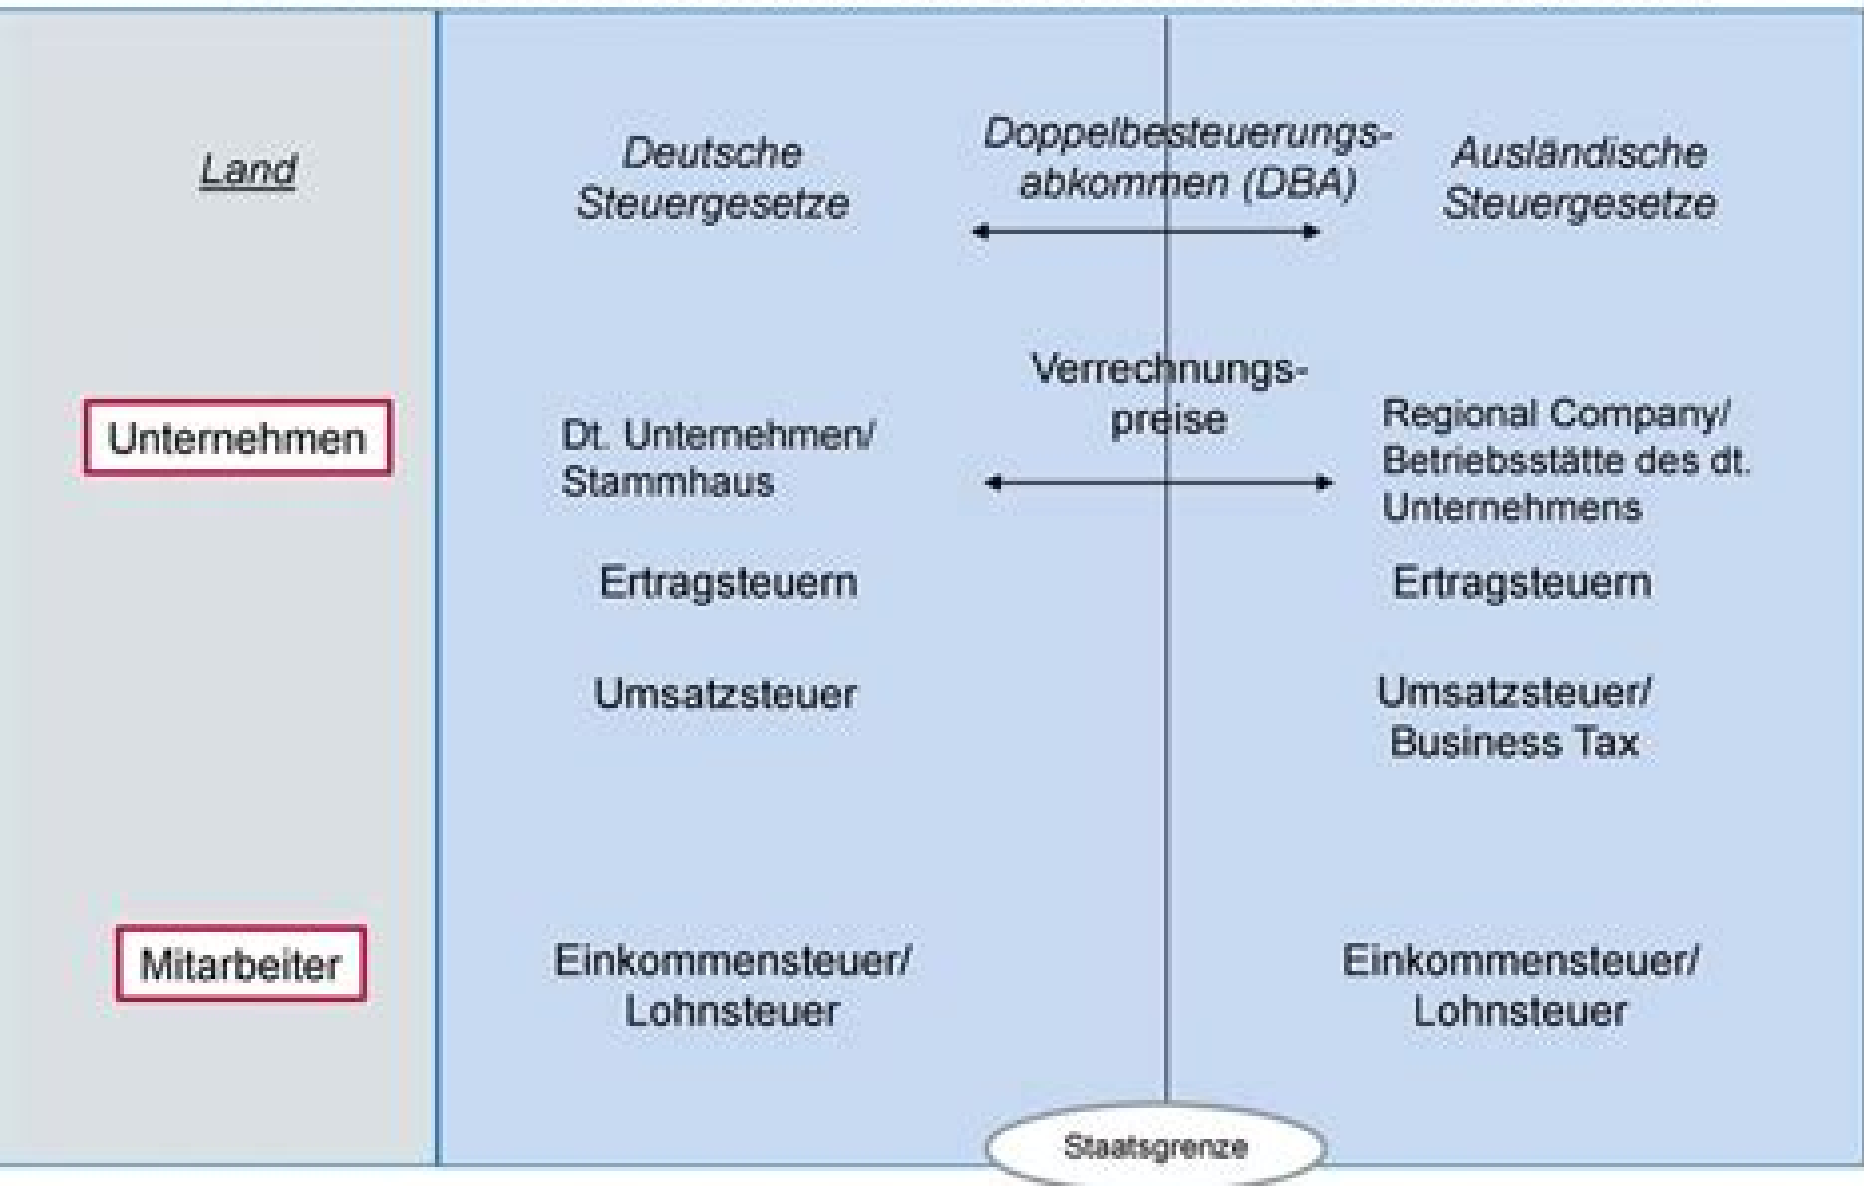 Land
Deutsche
Steuergesetze
Doppelbesteuerungs-
abkommen (DBA)
Ausländische
Steuergesetze
Unternehmen
Dt. Unternehmen/
Stammhaus
Verrechnungs-
preise
Regional Company/
Betriebsstätte des dt.
Unternehmens
Ertragsteuern
Ertragsteuern
Umsatzsteuer
Umsatzsteuer/
Business Tax
Mitarbeiter
Einkommensteuer/
Lohnsteuer
Einkommensteuer/
Lohnsteuer
Staatsgrenze